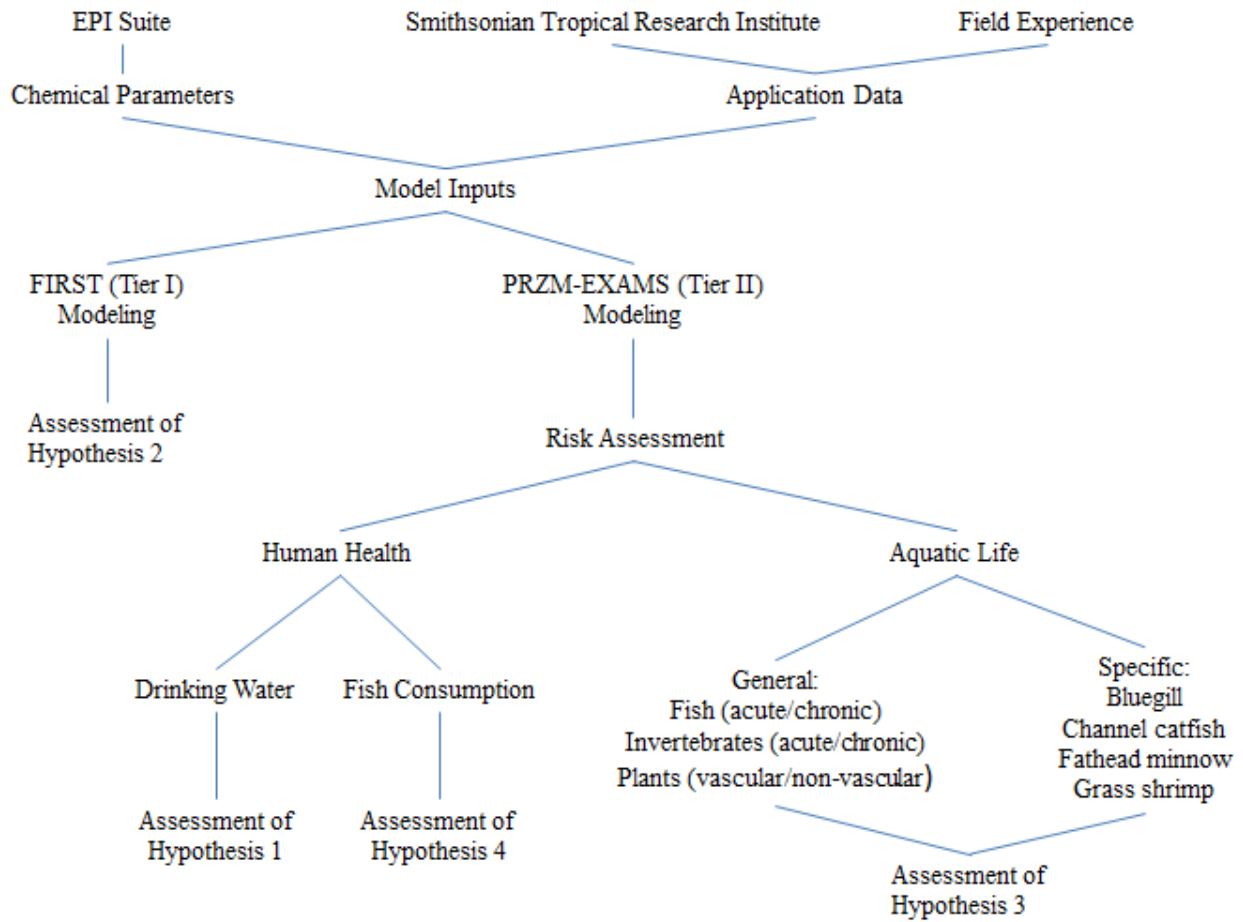 EPI Suite
Smithsonian Tropical Research Institute
Field Experience
Chemical Parameters
Application Data
Model Inputs
FIRST (Tier I)
Modeling
PRZM-EXAMS (Tier II)
Modeling
Assessment of
Hypothesis 2
Risk Assessment
Human Health
Aquatic Life
Drinking Water
Fish Consumption
General:
Fish (acute/chronic)
Invertebrates (acute/chronic)
Plants (vascular/non-vascular)
Specific:
Bluegill
Channel catfish
Fathead minnow
Grass shrimp
Assessment of
Hypothesis 1
Assessment of
Hypothesis 4
Assessment of
Hypothesis 3